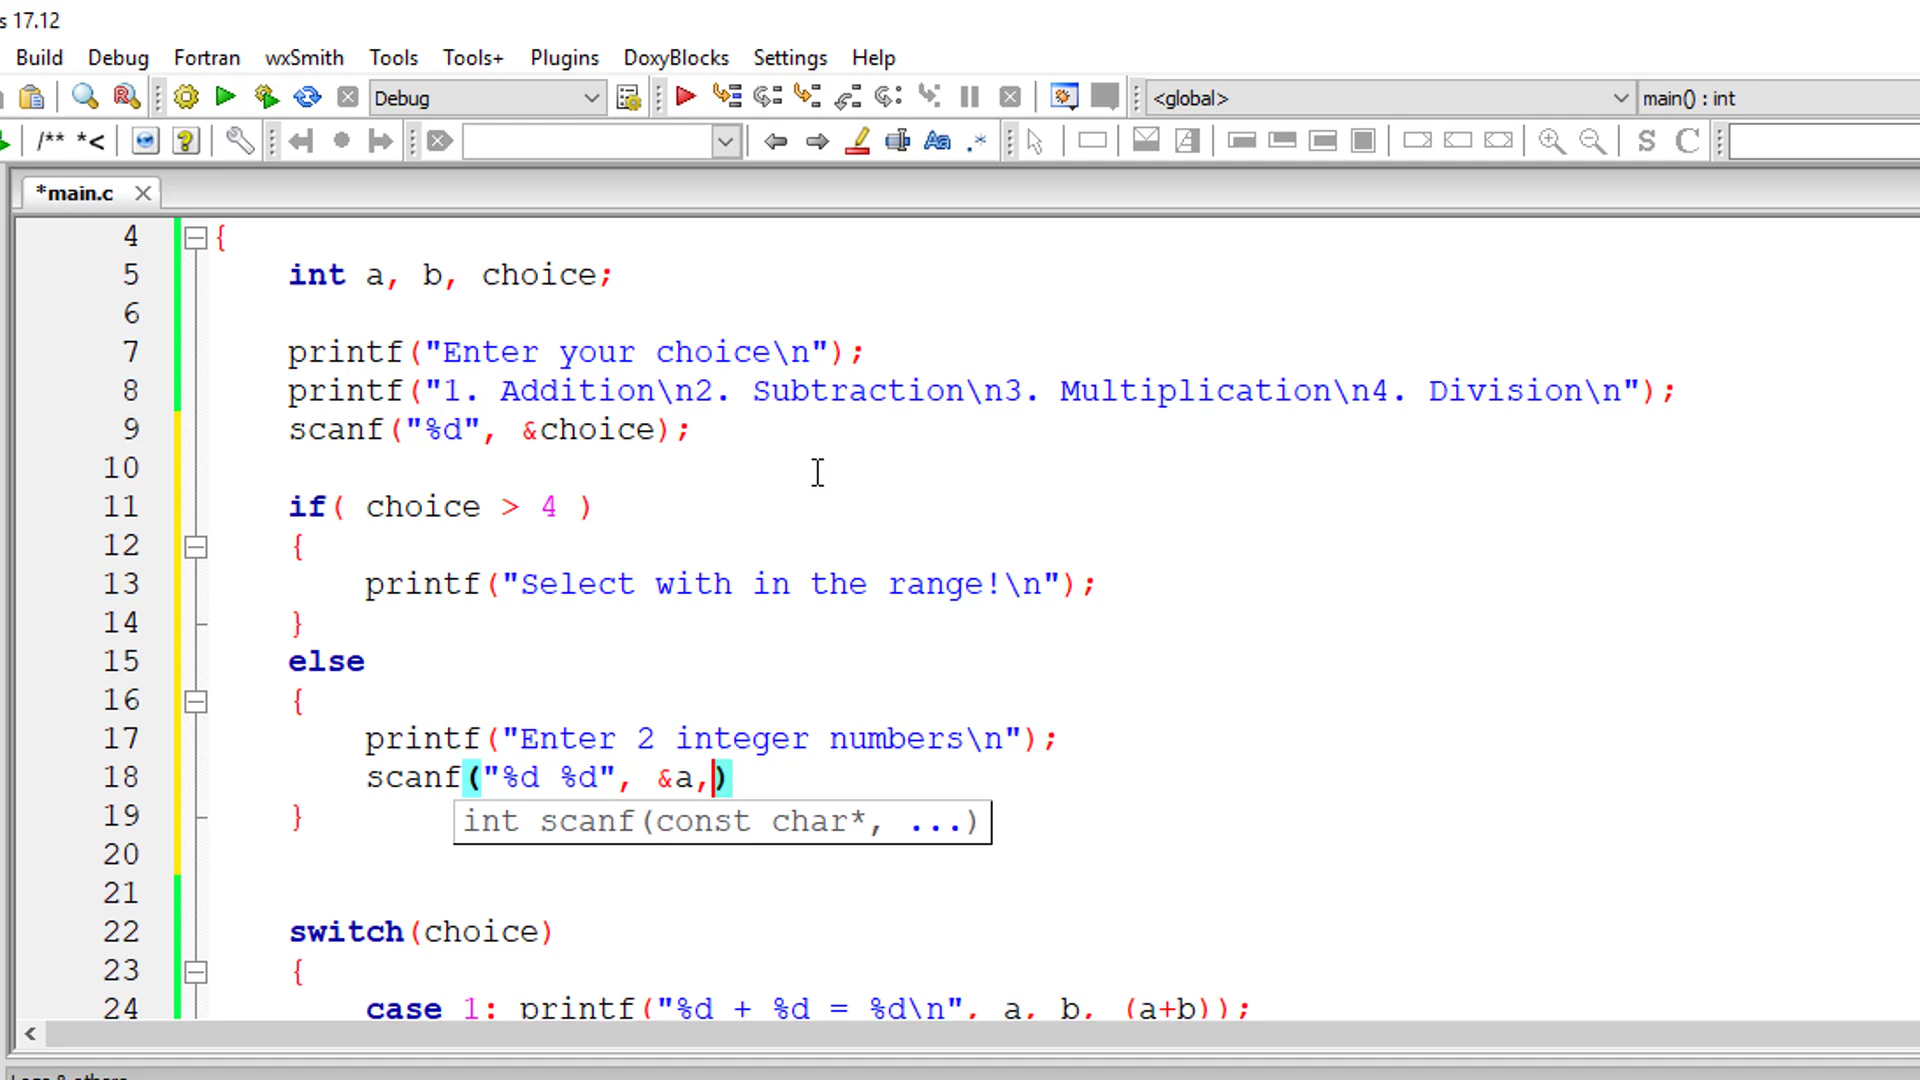 s 17.12
Build Debug Fortran wxSmith Tools Tools+ Plugins DoxyBlocks Settings Help
Debug <global> main() : int
/** *< Aa .* S C
*main.c
4 {
5 int a, b, choice;
6
7 printf("Enter your choice\n");
8 printf("1. Addition\n2. Subtraction\n3. Multiplication\n4. Division\n");
9 scanf("%d", &choice);
10
11 if( choice > 4 )
12 {
13 printf("Select with in the range!\n");
14 }
15 else
16 {
17 printf("Enter 2 integer numbers\n");
18 scanf("%d %d", &a,)
19 }
int scanf(const char*, ...)
20
21
22 switch(choice)
23 {
24 case 1: printf("%d + %d = %d\n", a, b, (a+b));